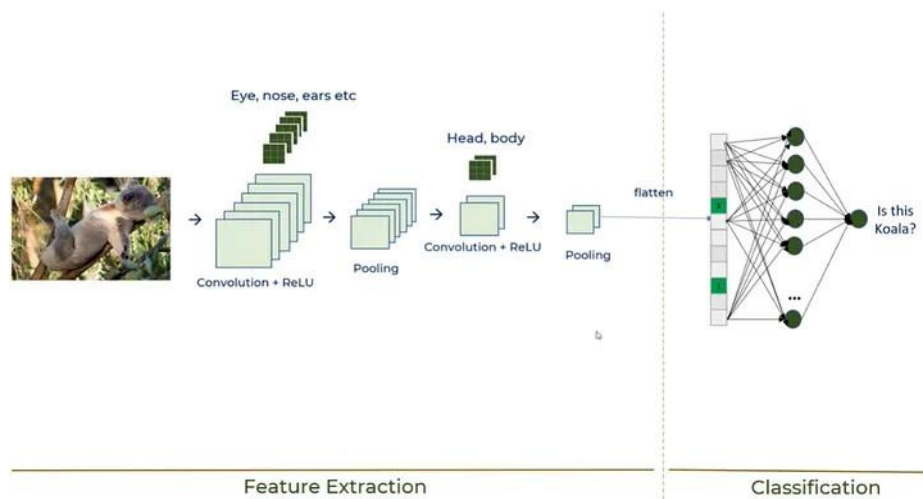 Eye, nose, ears etc
Head, body
flatten
Is this
Koala?
Convolution + ReLU
Pooling
Convolution + ReLU
Pooling
1
...
Feature Extraction
Classification